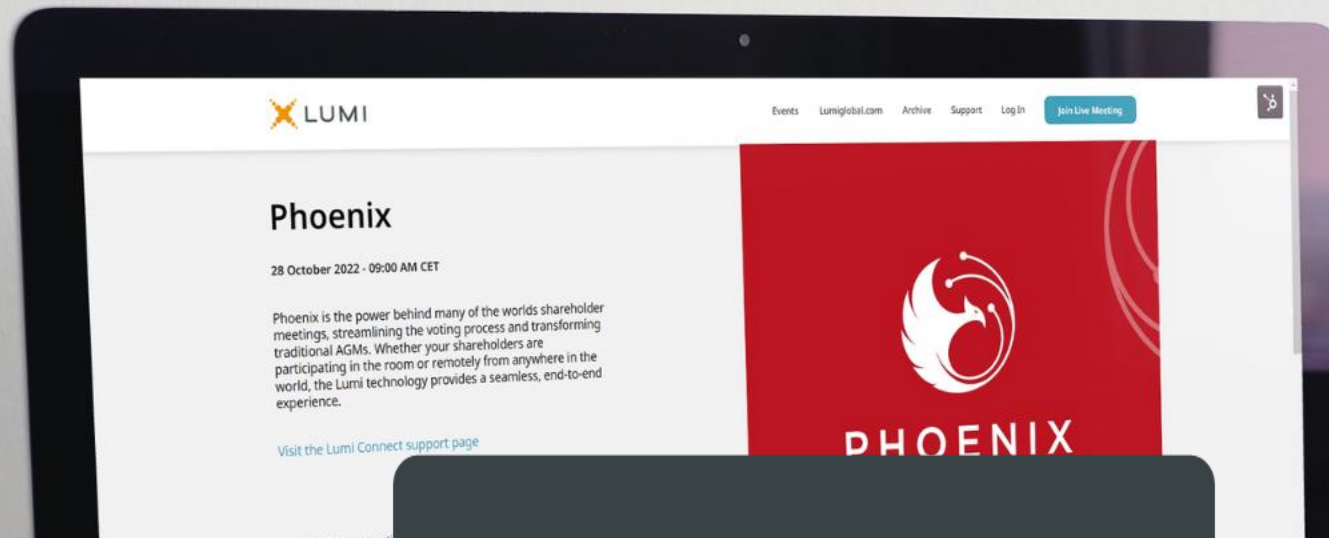 LUMI
Events Lumiglobal.com Archive Support Log In Join Live Meeting
Phoenix
28 October 2022 - 09:00 AM CET
Phoenix is the power behind many of the worlds shareholder
meetings, streamlining the voting process and transforming
traditional AGMs. Whether your shareholders are
participating in the room or remotely from anywhere in the
world, the Lumi technology provides a seamless, end-to-end
experience.
Visit the Lumi Connect support page
PHOENIX